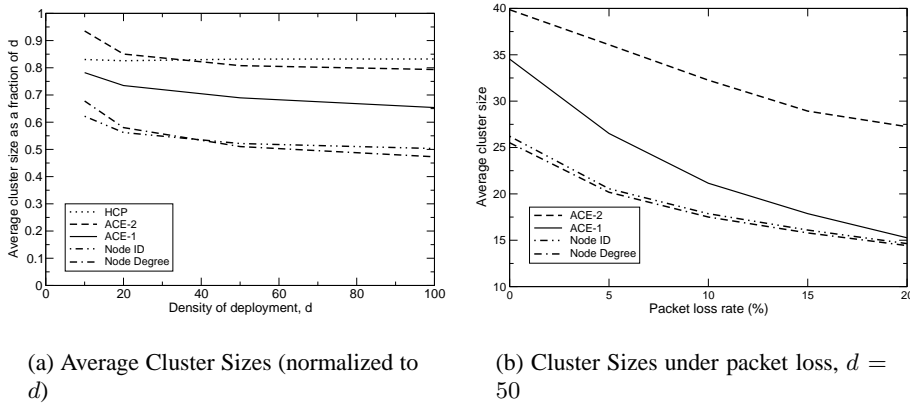 Average cluster size as a fraction of d
1
0.9
0.8
0.7
0.6
0.5
0.4
0.3
0.2
0.1
0
HCP
ACE-2
ACE-1
Node ID
Node Degree
0 20 40 60 80 100
Density of deployment, d
(a) Average Cluster Sizes (normalized to
d)
Average cluster size
40
35
30
25
20
15
10
ACE-2
ACE-1
Node ID
Node Degree
0 5 10 15 20
Packet loss rate (%)
(b) Cluster Sizes under packet loss, d =
50